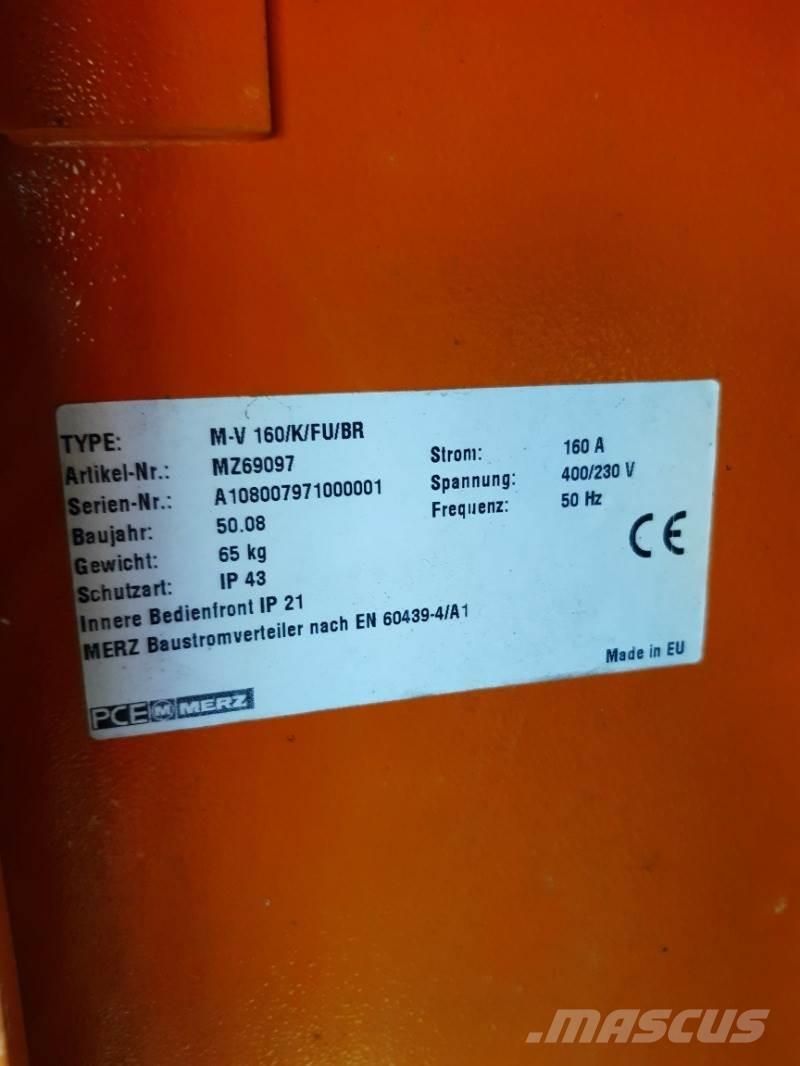 TYPE: M-V 160/K/FU/BR
Artikel-Nr.: MZ69097
Serien-Nr.: A108007971000001
Baujahr: 50.08
Gewicht: 65 kg
Schutzart: IP 43
Innere Bedienfront IP 21
MERZ Baustromverteiler nach EN 60439-4/A1
Strom: 160 A
Spannung: 400/230 V
Frequenz: 50 Hz
CE
Made in EU
PCE M MERZ
.MASCUS